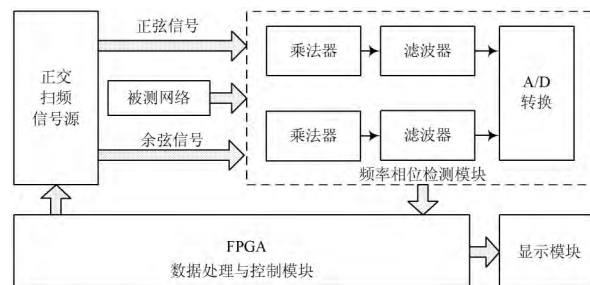 正弦信号
正交
扫频
信号源
被测网络
余弦信号
乘法器
滤波器
乘法器
滤波器
A/D
转换
频率相位检测模块
FPGA
数据处理与控制模块
显示模块